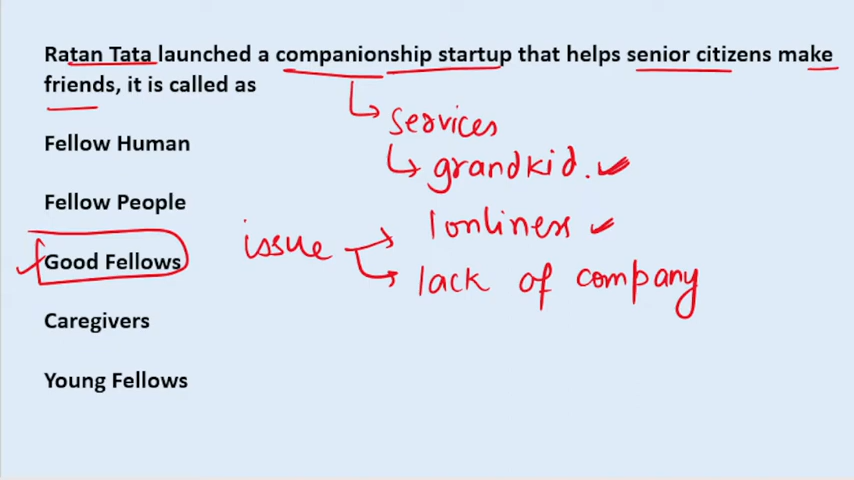 Ratan Tata launched a companionship startup that helps senior citizens make
friends, it is called as
services
Fellow Human
grandkid.
Fellow People
lonliness
issue
Good Fellows
lack of company
Caregivers
Young Fellows